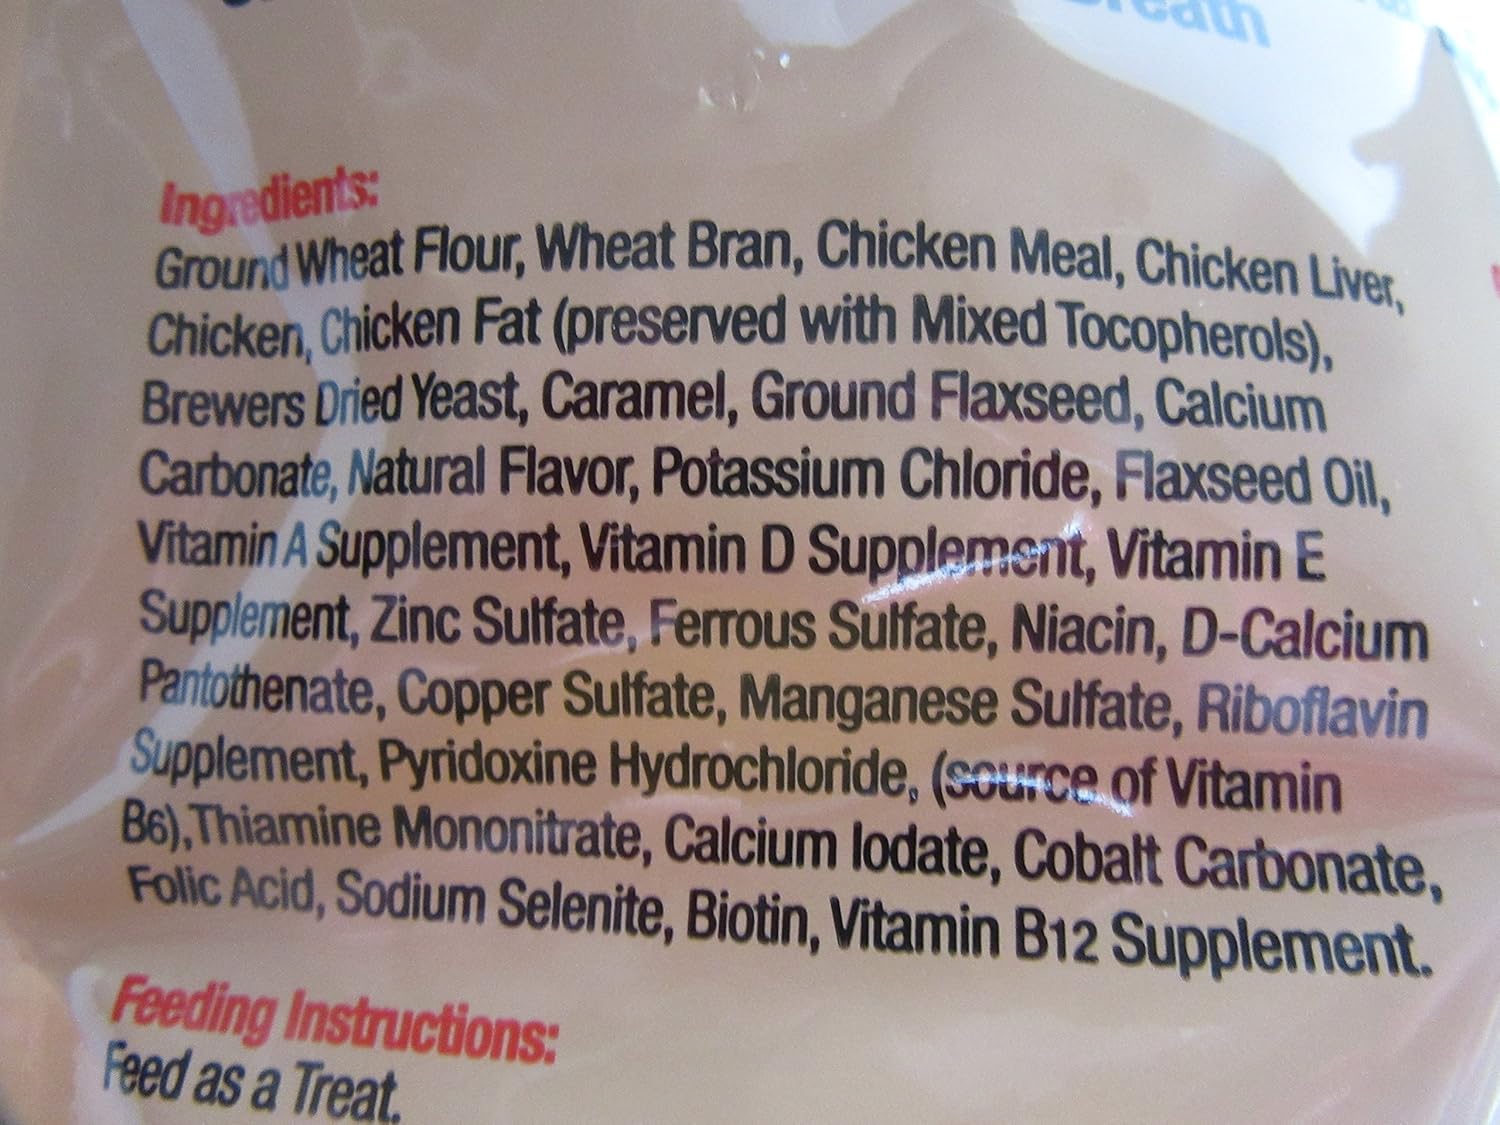 Breath
Ingredients:
Ground Wheat Flour, Wheat Bran, Chicken Meal, Chicken Liver,
Chicken, Chicken Fat (preserved with Mixed Tocopherols),
Brewers Dried Yeast, Caramel, Ground Flaxseed, Calcium
Carbonate, Natural Flavor, Potassium Chloride, Flaxseed Oil,
Vitamin A Supplement, Vitamin D Supplement, Vitamin E
Supplement, Zinc Sulfate, Ferrous Sulfate, Niacin, D-Calcium
Pantothenate, Copper Sulfate, Manganese Sulfate, Riboflavin
Supplement, Pyridoxine Hydrochloride, (source of Vitamin
B6),Thiamine Mononitrate, Calcium Iodate, Cobalt Carbonate,
Folic Acid, Sodium Selenite, Biotin, Vitamin B12 Supplement.
Feeding Instructions:
Feed as a Treat.